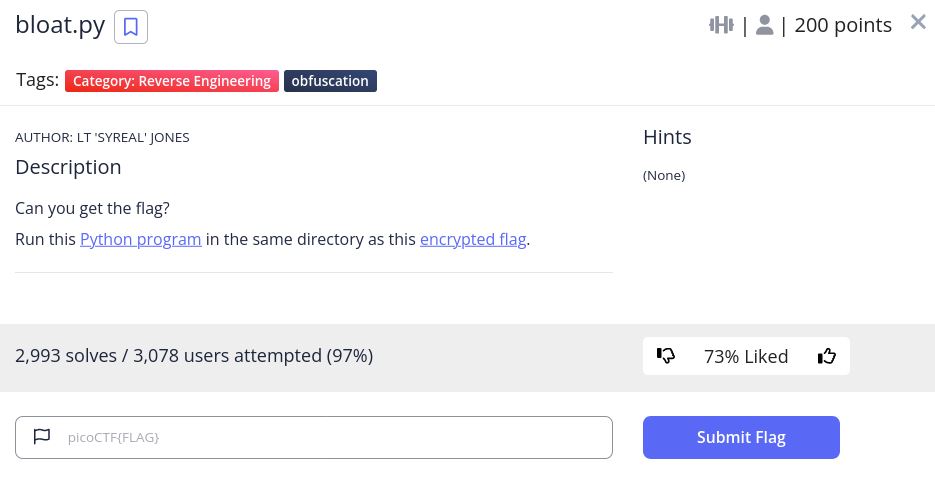 bloat.py | | 200 points
Tags: Category: Reverse Engineering obfuscation
AUTHOR: LT 'SYREAL' JONES
Description
Can you get the flag?
Run this Python program in the same directory as this encrypted flag.
Hints
(None)
2,993 solves / 3,078 users attempted (97%)
73% Liked
picoCTF{FLAG}
Submit Flag